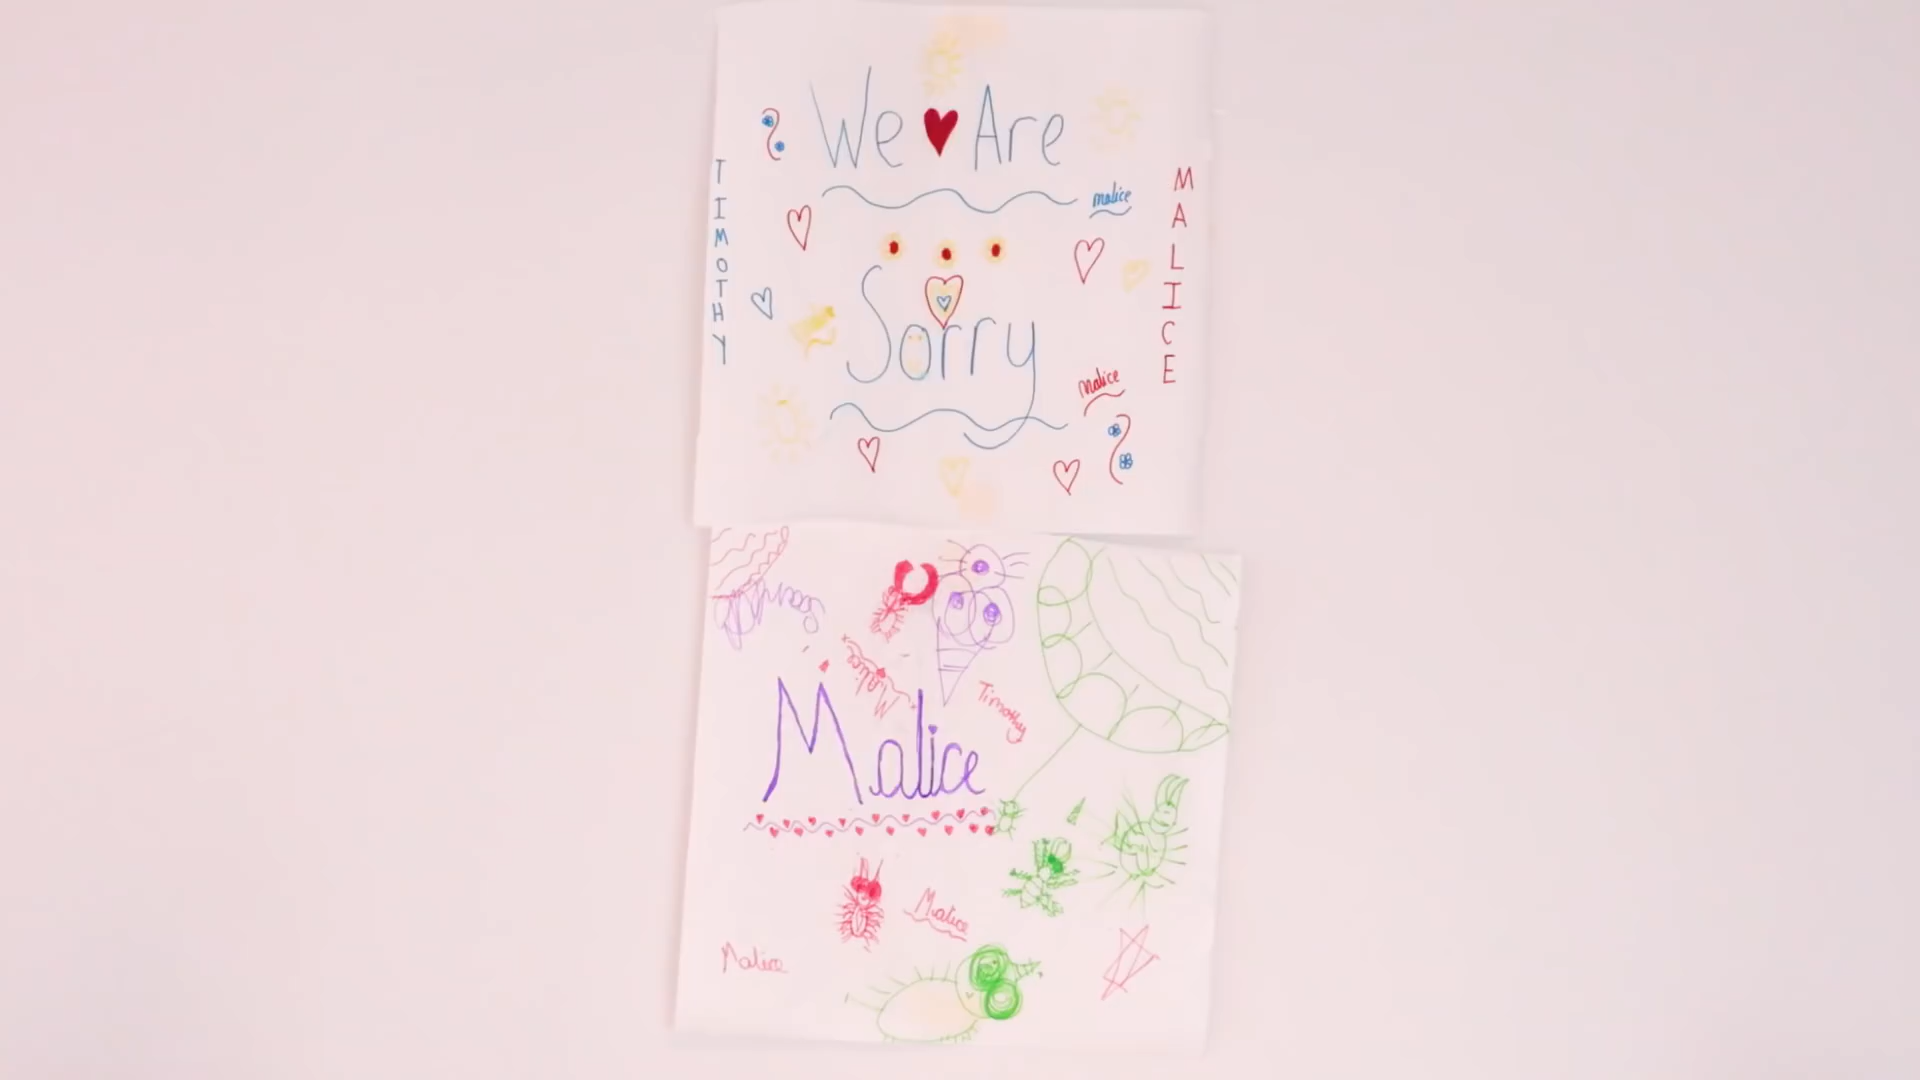 We Are
TIMOTHY
MALICE
malice
Sorry
malice
Malice
Timothy
Malice
Malice
Malice